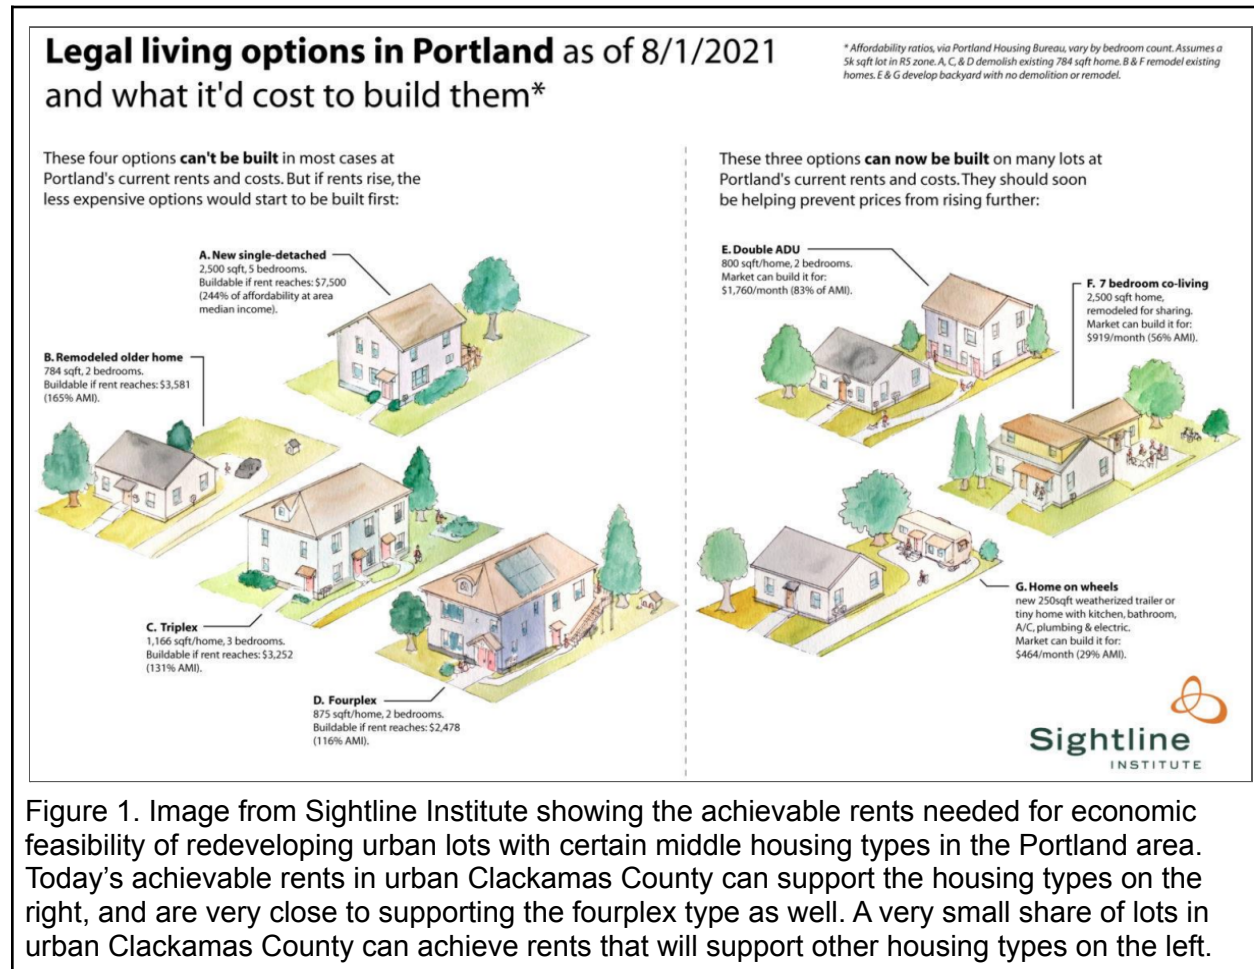 Legal living options in Portland as of 8/1/2021
and what it'd cost to build them*
* Affordability ratios, via Portland Housing Bureau, vary by bedroom count. Assumes a
5k sqft lot in R5 zone. A, C, & D demolish existing 784 sqft home. B & F remodel existing
homes. E & G develop backyard with no demolition or remodel.
These four options can't be built in most cases at
Portland's current rents and costs. But if rents rise, the
less expensive options would start to be built first:
A. New single-detached
2,500 sqft, 5 bedrooms.
Buildable if rent reaches: $7,500
(244% of affordability at area
median income).
B. Remodeled older home
784 sqft, 2 bedrooms.
Buildable if rent reaches: $3,581
(165% AMI).
C. Triplex
1,166 sqft/home, 3 bedrooms.
Buildable if rent reaches: $3,252
(131% AMI).
D. Fourplex
875 sqft/home, 2 bedrooms.
Buildable if rent reaches: $2,478
(116% AMI).
These three options can now be built on many lots at
Portland's current rents and costs. They should soon
be helping prevent prices from rising further:
E. Double ADU
800 sqft/home, 2 bedrooms.
Market can build it for:
$1,760/month (83% of AMI).
F. 7 bedroom co-living
2,500 sqft home,
remodeled for sharing.
Market can build it for:
$919/month (56% AMI).
G. Home on wheels
new 250sqft weatherized trailer or
tiny home with kitchen, bathroom,
A/C, plumbing & electric.
Market can build it for:
$464/month (29% AMI).
Sightline
INSTITUTE
Figure 1. Image from Sightline Institute showing the achievable rents needed for economic
feasibility of redeveloping urban lots with certain middle housing types in the Portland area.
Today's achievable rents in urban Clackamas County can support the housing types on the
right, and are very close to supporting the fourplex type as well. A very small share of lots in
urban Clackamas County can achieve rents that will support other housing types on the left.